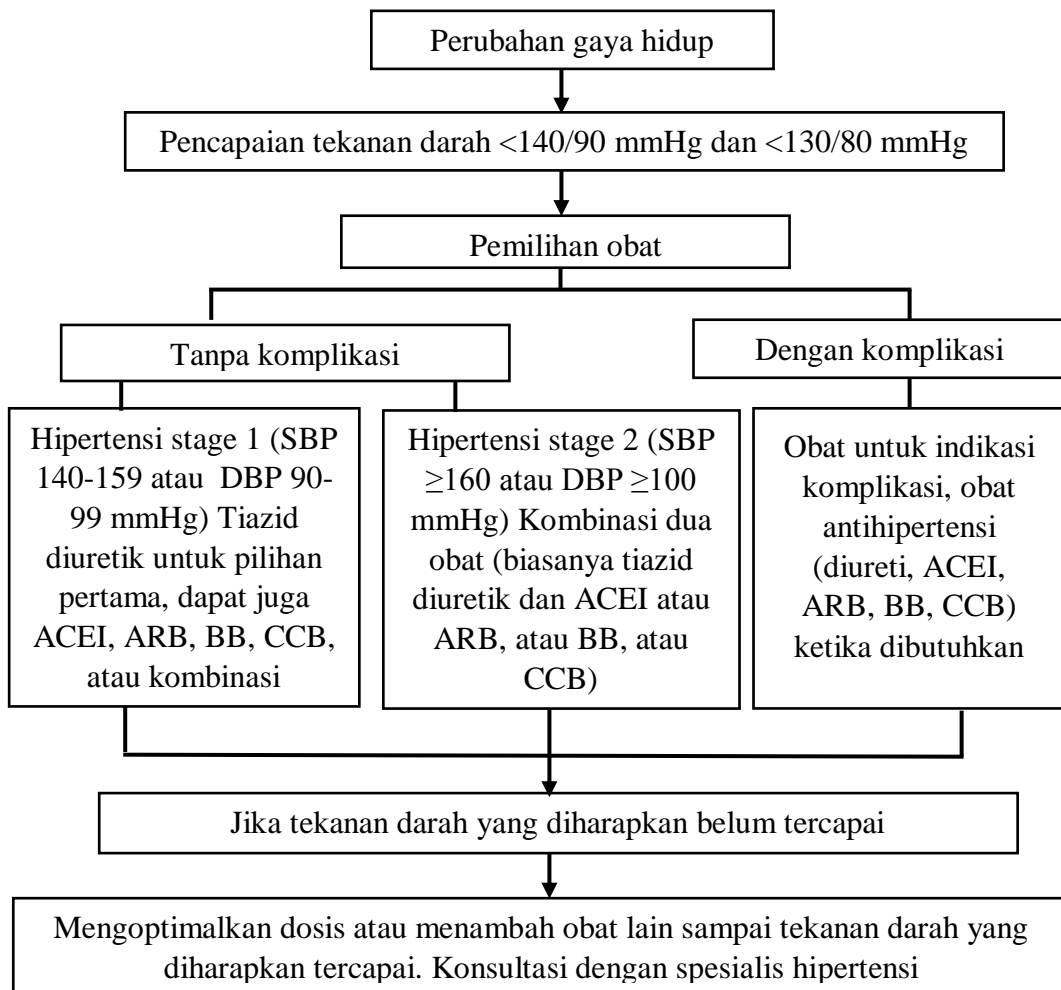 Perubahan gaya hidup
Pencapaian tekanan darah <140/90 mmHg dan <130/80 mmHg
Pemilihan obat
Tanpa komplikasi
Dengan komplikasi
Hipertensi stage 1 (SBP
140-159 atau DBP 90-
99 mmHg) Tiazid
diuretik untuk pilihan
pertama, dapat juga
ACEI, ARB, BB, CCB,
atau kombinasi
Hipertensi stage 2 (SBP
≥160 atau DBP ≥100
mmHg) Kombinasi dua
obat (biasanya tiazid
diuretik dan ACEI atau
ARB, atau BB, atau
CCB)
Obat untuk indikasi
komplikasi, obat
antihipertensi
(diureti, ACEI,
ARB, BB, CCB)
ketika dibutuhkan
Jika tekanan darah yang diharapkan belum tercapai
Mengoptimalkan dosis atau menambah obat lain sampai tekanan darah yang
diharapkan tercapai. Konsultasi dengan spesialis hipertensi